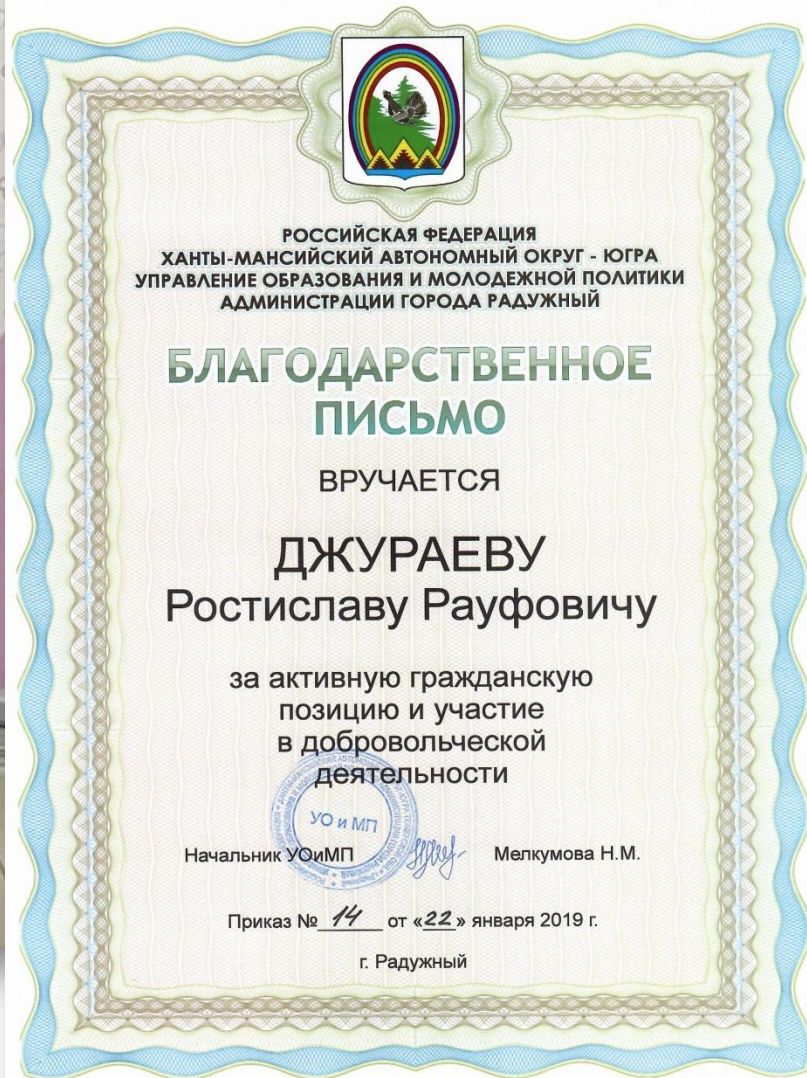 РОССИЙСКАЯ ФЕДЕРАЦИЯ
ХАНТЫ-МАНСИЙСКИЙ АВТОНОМНЫЙ ОКРУГ - ЮГРА
УПРАВЛЕНИЕ ОБРАЗОВАНИЯ И МОЛОДЕЖНОЙ ПОЛИТИКИ
АДМИНИСТРАЦИИ ГОРОДА РАДУЖНЫЙ
БЛАГОДАРСТВЕННОЕ
ПИСЬМО
ВРУЧАЕТСЯ
ДЖУРАЕВУ
Ростиславу Рауфовичу
за активную гражданскую
позицию и участие
в добровольческой
деятельности
УО и МП
Начальник УОиМП Мелкумова Н.М.
Приказ № 14 от «22» января 2019 г.
г. Радужный